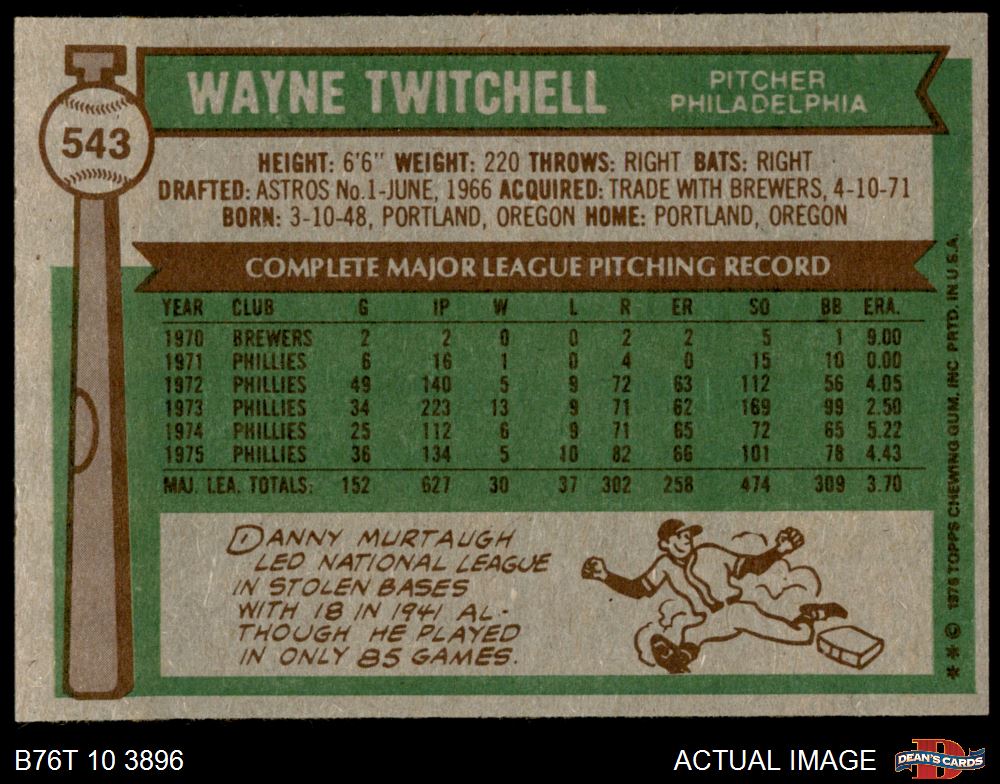 WAYNE TWITCHELL
PITCHER
PHILADELPHIA
543
HEIGHT: 6'6" WEIGHT: 220 THROWS: RIGHT BATS: RIGHT
DRAFTED: ASTROS No.1-JUNE, 1966 ACQUIRED: TRADE WITH BREWERS, 4-10-71
BORN: 3-10-48, PORTLAND, OREGON HOME: PORTLAND, OREGON
COMPLETE MAJOR LEAGUE PITCHING RECORD
YEAR CLUB G IP W L R ER SO BB ERA.
1970 BREWERS 2 2 0 0 2 2 5 1 9.00
1971 PHILLIES 6 16 1 0 4 0 15 10 0.00
1972 PHILLIES 49 140 5 9 72 63 112 56 4.05
1973 PHILLIES 34 223 13 9 71 62 169 99 2.50
1974 PHILLIES 25 112 6 9 71 65 72 65 5.22
1975 PHILLIES 36 134 5 10 82 66 101 78 4.43
MAJ. LEA. TOTALS: 152 627 30 37 302 258 474 309 3.70
DANNY MURTAUGH
LED NATIONAL LEAGUE
IN STOLEN BASES
WITH 18 IN 1941 AL-
THOUGH HE PLAYED
IN ONLY 85 GAMES.
** © 1976 TOPPS CHEWING GUM, INC. PRTD. IN U.S.A.
B76T 10 3896
ACTUAL IMAGE
D
DEAN'S CARDS